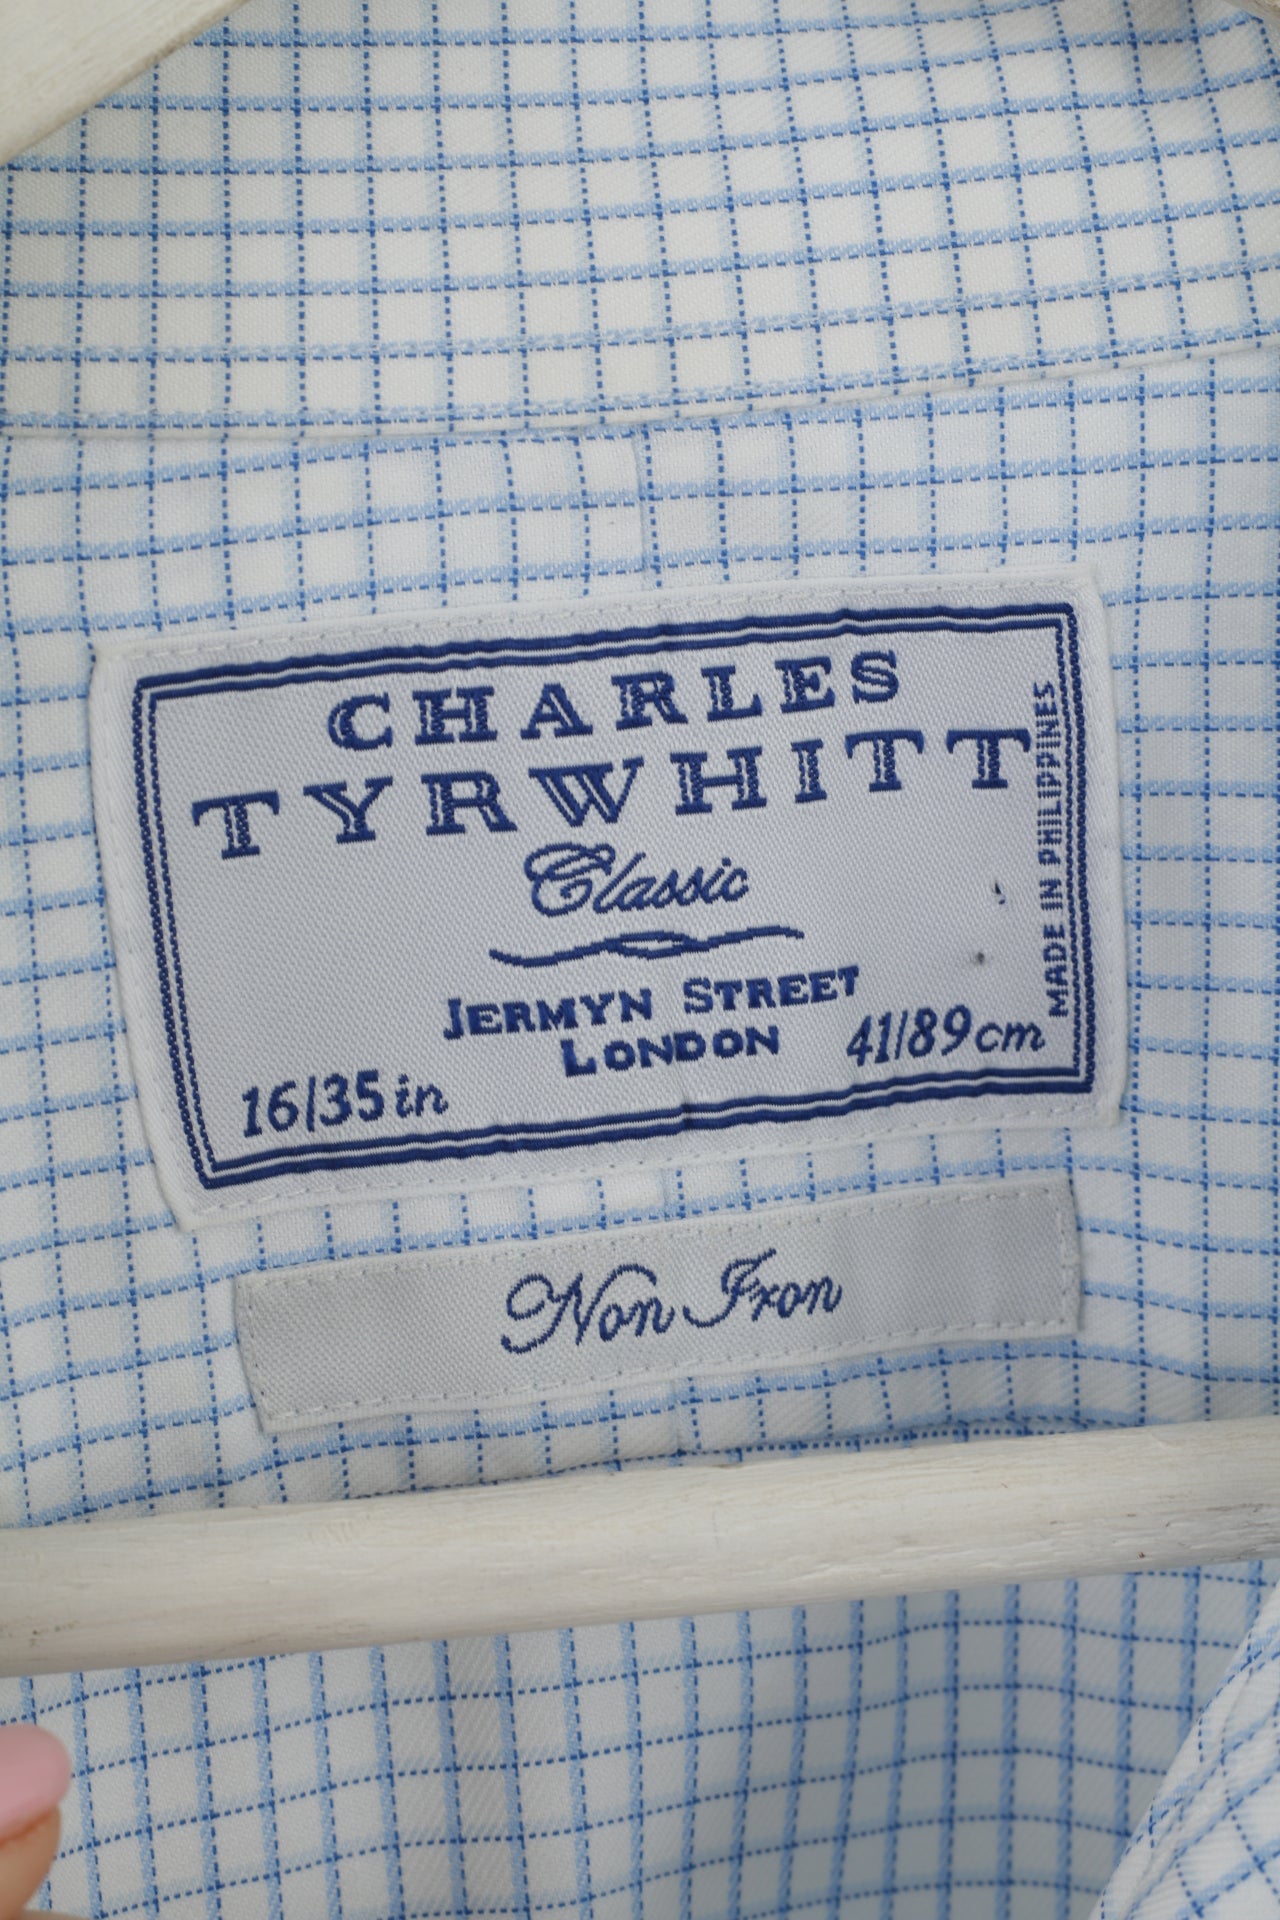 CHARLES
TYRWHITT
Classic
JERMYN STREET
LONDON
16/35 in
41/89 cm
MADE IN PHILIPPINES
Non Iron